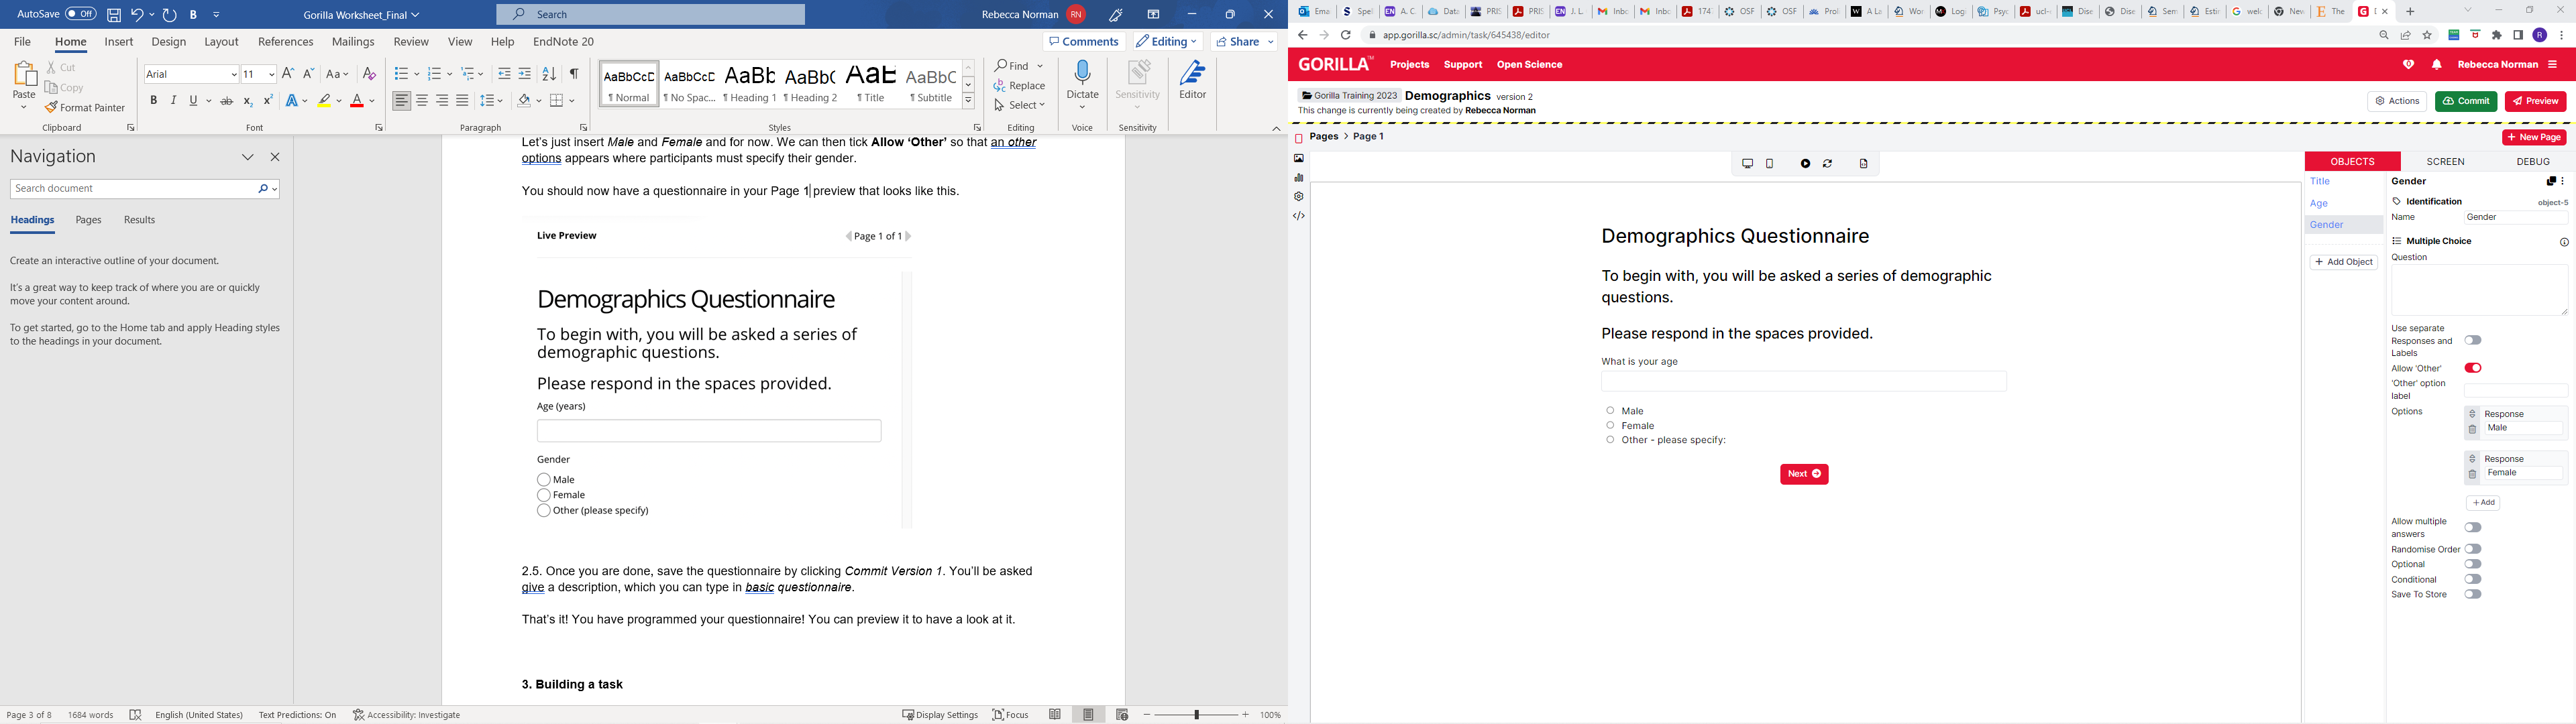 AutoSave Off
Gorilla Worksheet_Final
Search
Rebecca Norman RN
File Home Insert Design Layout References Mailings Review View Help EndNote 20
Comments Editing Share
Paste
Cut
Copy
Format Painter
Clipboard
Arial 11
Font
Paragraph
AaBbCcD AaBbCcD AaBb AaBb( AaB AaBbC
¶ Normal ¶ No Spac... ¶ Heading 1 ¶ Heading 2 ¶ Title ¶ Subtitle
Styles
Find
Replace
Select
Editing
Dictate
Voice
Sensitivity
Sensitivity
Editor
Navigation
Search document
Headings Pages Results
Create an interactive outline of your document.
It's a great way to keep track of where you are or quickly
move your content around.
To get started, go to the Home tab and apply Heading styles
to the headings in your document.
Let's just insert Male and Female and for now. We can then tick Allow 'Other' so that an other
options appears where participants must specify their gender.
You should now have a questionnaire in your Page 1 preview that looks like this.
Live Preview
Page 1 of 1
Demographics Questionnaire
To begin with, you will be asked a series of
demographic questions.
Please respond in the spaces provided.
Age (years)
Gender
Male
Female
Other (please specify)
2.5. Once you are done, save the questionnaire by clicking Commit Version 1. You'll be asked
give a description, which you can type in basic questionnaire.
That's it! You have programmed your questionnaire! You can preview it to have a look at it.
3. Building a task
Page 3 of 8 1684 words English (United States) Text Predictions: On Accessibility: Investigate
Display Settings Focus 100%
app.gorilla.sc/admin/task/645438/editor
GORILLA™ Projects Support Open Science
Rebecca Norman
Gorilla Training 2023 Demographics version 2
This change is currently being created by Rebecca Norman
Actions Commit Preview
Pages > Page 1
+ New Page
OBJECTS SCREEN DEBUG
Title
Age
Gender
+ Add Object
Demographics Questionnaire
To begin with, you will be asked a series of demographic
questions.
Please respond in the spaces provided.
What is your age
Male
Female
Other - please specify:
Next
Gender
Identification object-5
Name Gender
Multiple Choice
Question
Use separate
Responses and
Labels
Allow 'Other'
'Other' option
label
Options
Response
Male
Response
Female
+ Add
Allow multiple
answers
Randomise Order
Optional
Conditional
Save To Store